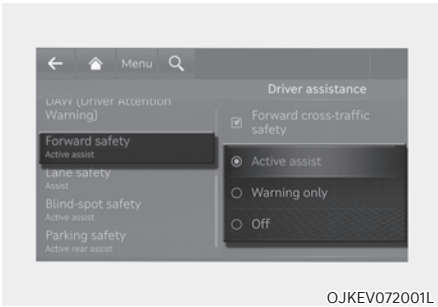 Menu
Driver assistance
DAW (Driver Attention
Warning)
Forward safety
Active assist
Lane safety
Assist
Blind-spot safety
Active assist
Parking safety
Active rear assist
Forward cross-traffic
safety
Active assist
Warning only
Off
OJKEV072001L